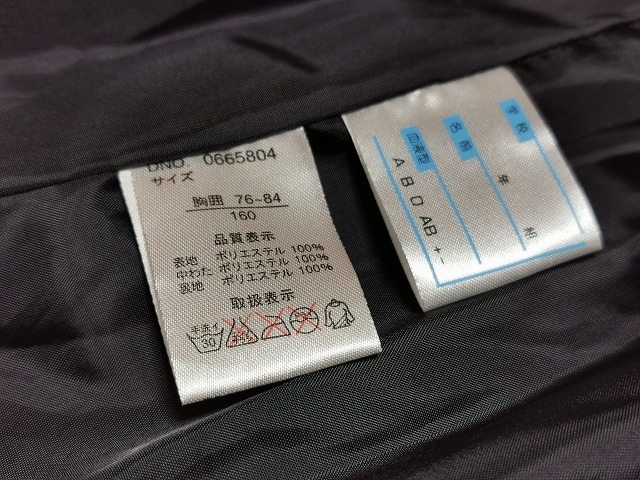 DNO. 0665804
サイズ
胸囲 76~84
160
品質表示
表地 ポリエステル 100%
中わた ポリエステル 100%
裏地 ポリエステル 100%
取扱表示
手洗イ
30
学校
年 組
名前
血液型
A B O AB + -